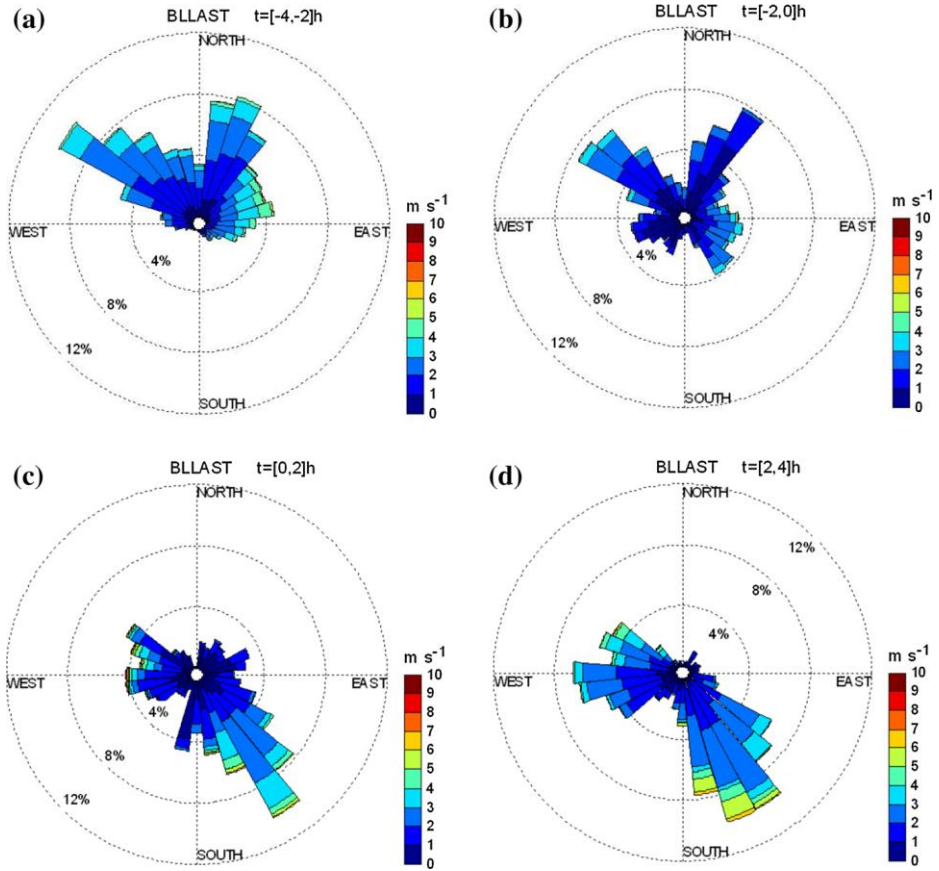 (a) BLLAST t=[-4,-2]h
NORTH
WEST
EAST
SOUTH
4%
8%
12%
m s-1
10
9
8
7
6
5
4
3
2
1
0
(b) BLLAST t=[-2,0]h
NORTH
WEST
EAST
SOUTH
4%
8%
12%
m s-1
10
9
8
7
6
5
4
3
2
1
0
(c) BLLAST t=[0,2]h
NORTH
WEST
EAST
SOUTH
4%
8%
12%
m s-1
10
9
8
7
6
5
4
3
2
1
0
(d) BLLAST t=[2,4]h
NORTH
12%
8%
4%
WEST
EAST
SOUTH
m s-1
10
9
8
7
6
5
4
3
2
1
0